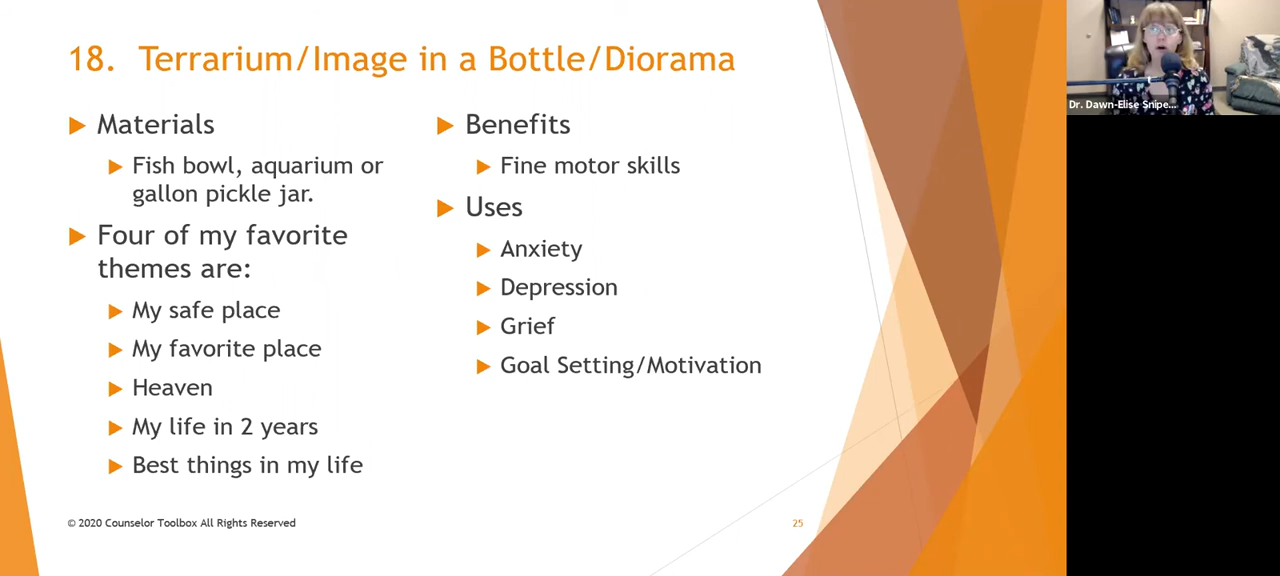 18. Terrarium/Image in a Bottle/Diorama
Materials
Fish bowl, aquarium or
gallon pickle jar.
Four of my favorite
themes are:
My safe place
My favorite place
Heaven
My life in 2 years
Best things in my life
Benefits
Fine motor skills
Uses
Anxiety
Depression
Grief
Goal Setting/Motivation
© 2020 Counselor Toolbox All Rights Reserved
25
Dr. Dawn-Elise Snipe...